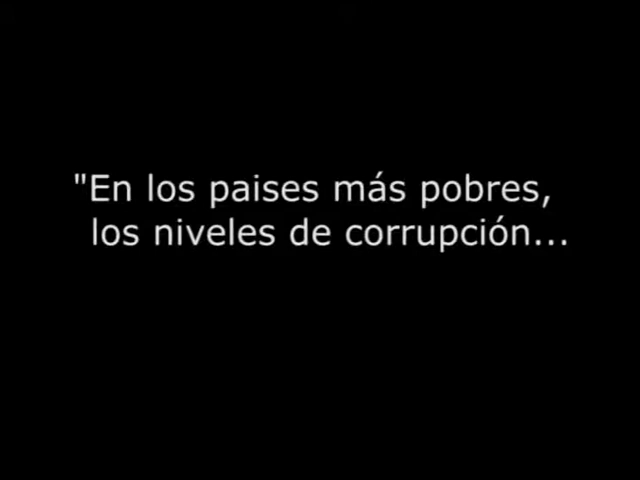 "En los paises más pobres,
los niveles de corrupción...